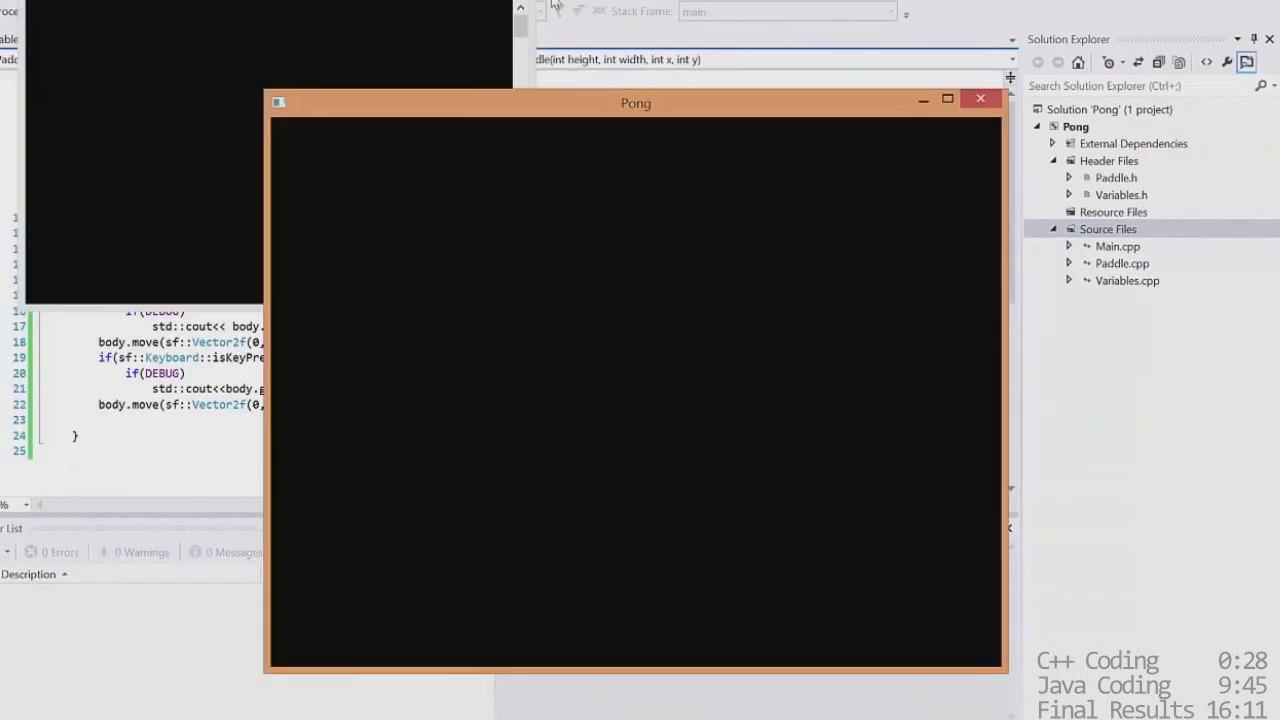 Stack Frame: main
dle(int height, int width, int x, int y)
Pong
Solution Explorer
Search Solution Explorer (Ctrl+;)
Solution 'Pong' (1 project)
Pong
External Dependencies
Header Files
Paddle.h
Variables.h
Resource Files
Source Files
Main.cpp
Paddle.cpp
Variables.cpp
if(DEBUG)
17 std::cout<< body.
18 body.move(sf::Vector2f(0,
19 if(sf::Keyboard::isKeyPre
20 if(DEBUG)
21 std::cout<<body.g
22 body.move(sf::Vector2f(0,
23
24 }
25
%
r List
0 Errors 0 Warnings 0 Messages
Description
C++ Coding 0:28
Java Coding 9:45
Final Results 16:11